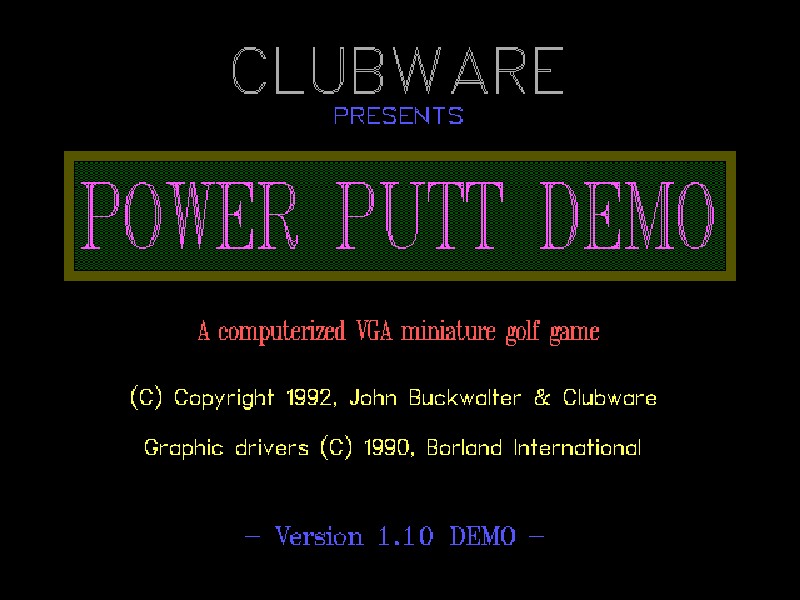 CLUBWARE
PRESENTS
POWER PUTT DEMO
A computerized VGA miniature golf game
(C) Copyright 1992, John Buckwalter & Clubware
Graphic drivers (C) 1990, Borland International
- Version 1.10 DEMO -